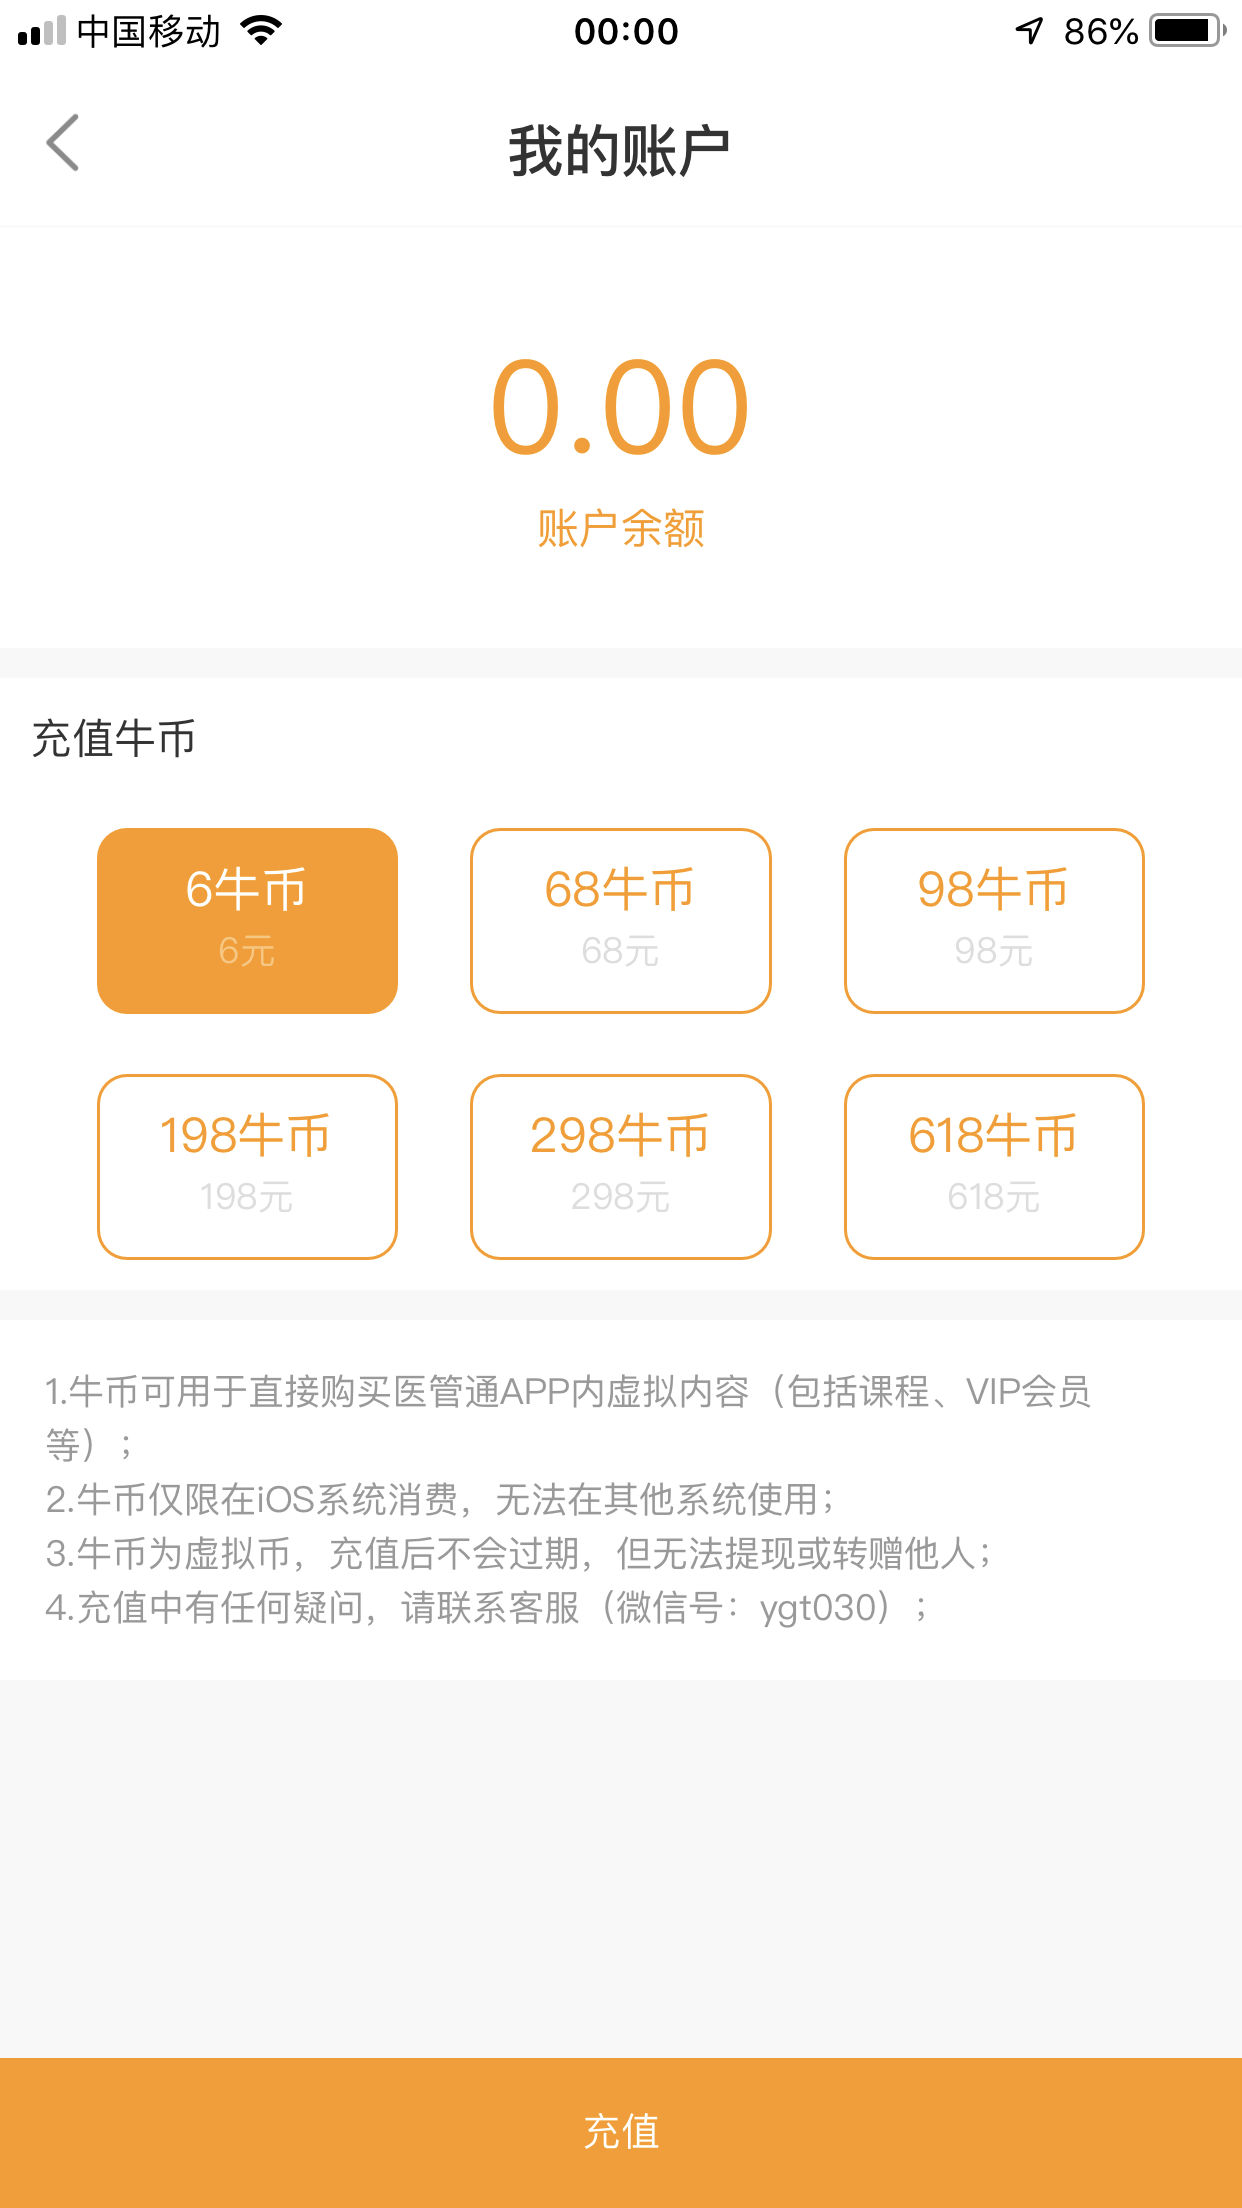 中国移动 00:00 86%
我的账户
0.00
账户余额
充值牛币
6牛币 68牛币 98牛币
6元 68元 98元
198牛币 298牛币 618牛币
198元 298元 618元
1.牛币可用于直接购买医管通APP内虚拟内容（包括课程、VIP会员
等）；
2.牛币仅限在iOS系统消费，无法在其他系统使用；
3.牛币为虚拟币，充值后不会过期，但无法提现或转赠他人；
4.充值中有任何疑问，请联系客服（微信号：ygt030）；
充值